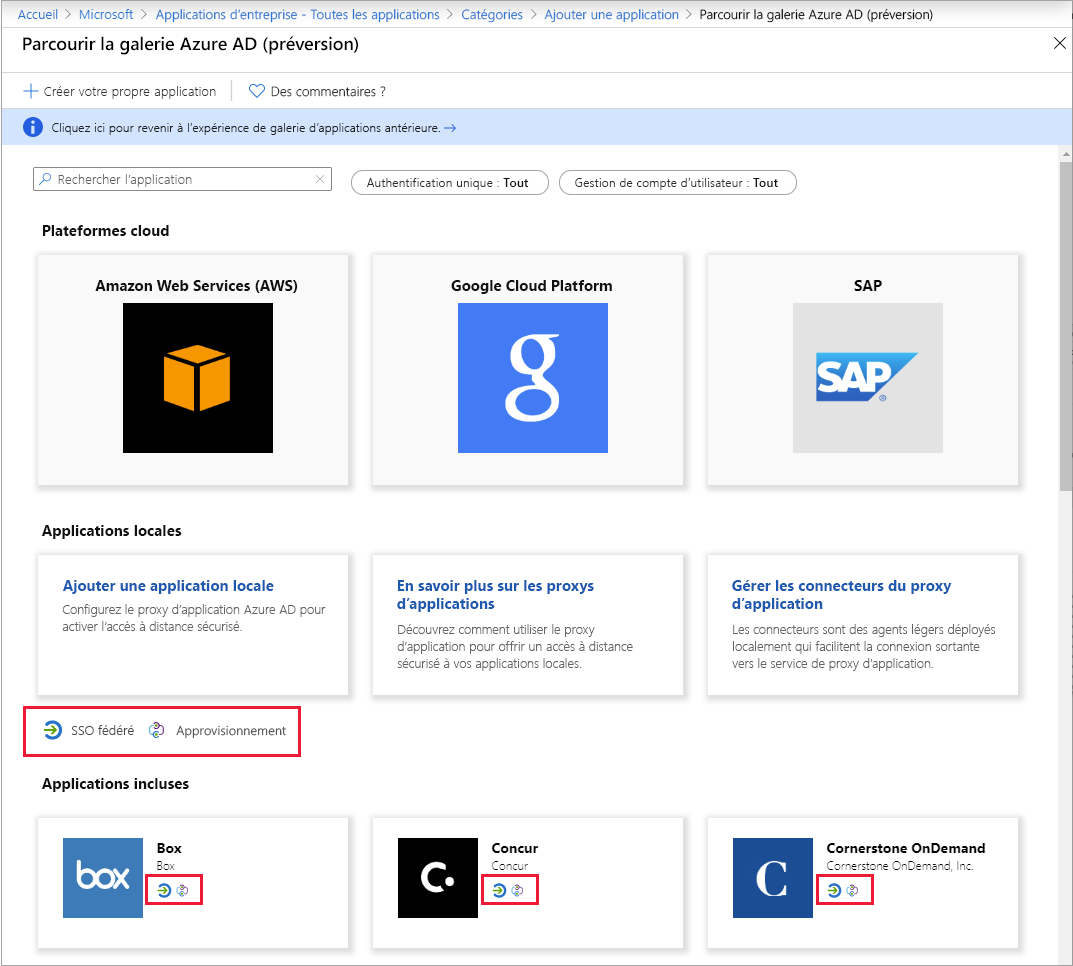 Accueil > Microsoft > Applications d'entreprise - Toutes les applications > Catégories > Ajouter une application > Parcourir la galerie Azure AD (préversion)
Parcourir la galerie Azure AD (préversion)
Créer votre propre application
Des commentaires ?
Cliquez ici pour revenir à l'expérience de galerie d'applications antérieure. →
Rechercher l'application
Authentification unique : Tout
Gestion de compte d'utilisateur : Tout
Plateformes cloud
Amazon Web Services (AWS)
Google Cloud Platform
g
SAP
SAP®
Applications locales
Ajouter une application locale
Configurez le proxy d'application Azure AD pour
activer l'accès à distance sécurisé.
En savoir plus sur les proxys
d'applications
Découvrez comment utiliser le proxy
d'application pour offrir un accès à distance
sécurisé à vos applications locales.
Gérer les connecteurs du proxy
d'application
Les connecteurs sont des agents légers déployés
localement qui facilitent la connexion sortante
vers le service de proxy d'application.
SSO fédéré
Approvisionnement
Applications incluses
box
Box
Box
C.
Concur
Concur
C
Cornerstone OnDemand
Cornerstone OnDemand, Inc.